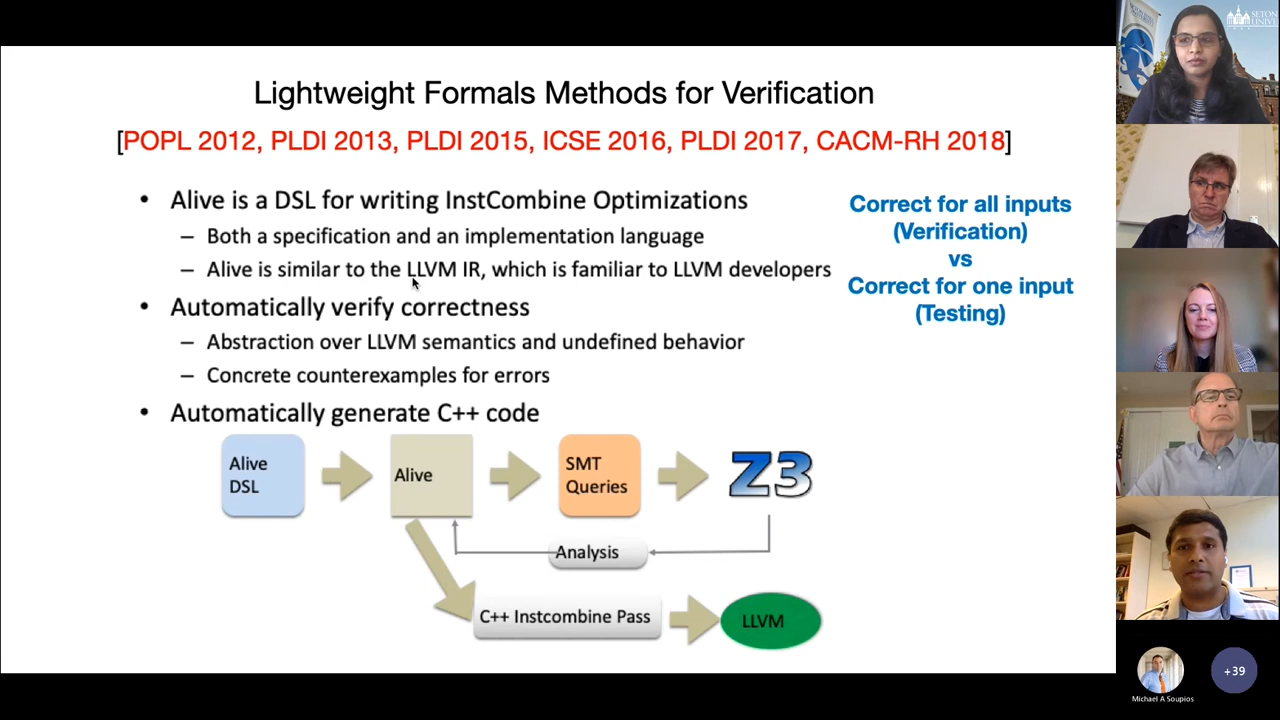 Lightweight Formals Methods for Verification
[POPL 2012, PLDI 2013, PLDI 2015, ICSE 2016, PLDI 2017, CACM-RH 2018]
• Alive is a DSL for writing InstCombine Optimizations
– Both a specification and an implementation language
– Alive is similar to the LLVM IR, which is familiar to LLVM developers
• Automatically verify correctness
– Abstraction over LLVM semantics and undefined behavior
– Concrete counterexamples for errors
• Automatically generate C++ code
Correct for all inputs
(Verification)
vs
Correct for one input
(Testing)
Alive
DSL
Alive
SMT
Queries
Z3
Analysis
C++ Instcombine Pass
LLVM
SETON
UNIVE
Michael A Soupios
+39